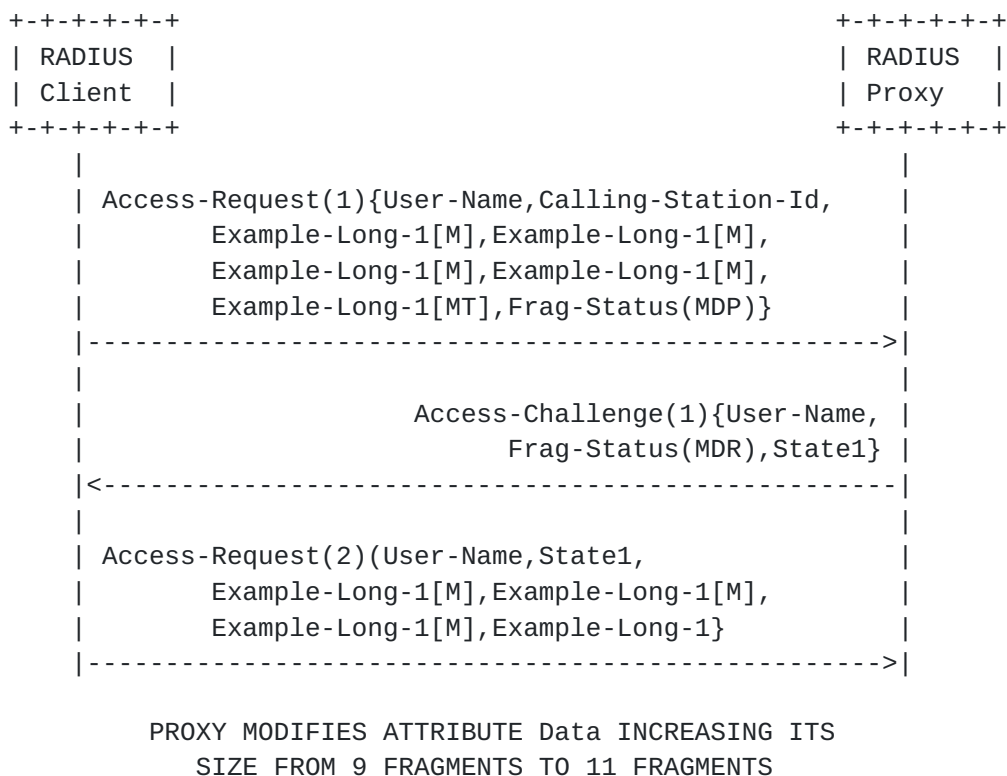 +-+-+-+-+-+                                          +-+-+-+-+-+
| RADIUS  |                                          | RADIUS  |
| Client  |                                          | Proxy   |
+-+-+-+-+-+                                          +-+-+-+-+-+
    |                                                    |
    | Access-Request(1){User-Name,Calling-Station-Id,    |
    |        Example-Long-1[M],Example-Long-1[M],        |
    |        Example-Long-1[M],Example-Long-1[M],        |
    |        Example-Long-1[MT],Frag-Status(MDP)}        |
    |--------------------------------------------------->|
    |                                                    |
    |                     Access-Challenge(1){User-Name, |
    |                           Frag-Status(MDR),State1} |
    |<---------------------------------------------------|
    |                                                    |
    | Access-Request(2)(User-Name,State1,                |
    |        Example-Long-1[M],Example-Long-1[M],        |
    |        Example-Long-1[M],Example-Long-1}           |
    |--------------------------------------------------->|

         PROXY MODIFIES ATTRIBUTE Data INCREASING ITS
            SIZE FROM 9 FRAGMENTS TO 11 FRAGMENTS